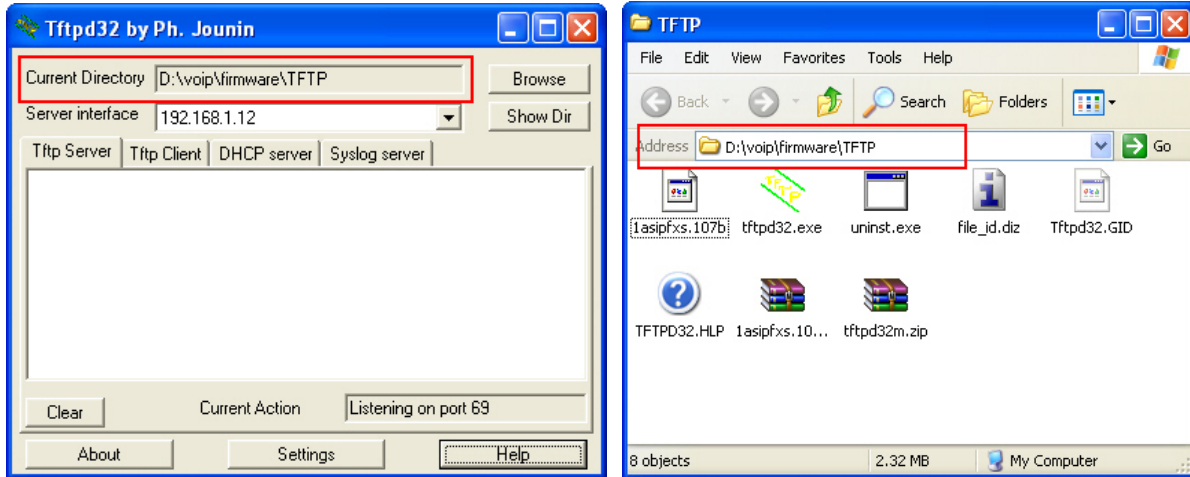 Tftpd32 by Ph. Jounin
Current Directory D:\voip\firmware\TFTP Browse
Server interface 192.168.1.12 Show Dir
Tftp Server Tftp Client DHCP server Syslog server
Clear Current Action Listening on port 69
About Settings Help
TFTP
File Edit View Favorites Tools Help
Back Search Folders
Address D:\voip\firmware\TFTP Go
1asipfxs.107b tftpd32.exe uninst.exe file_id.diz Tftpd32.GID
TFTPD32.HLP 1asipfxs.10... tftpd32m.zip
8 objects 2.32 MB My Computer